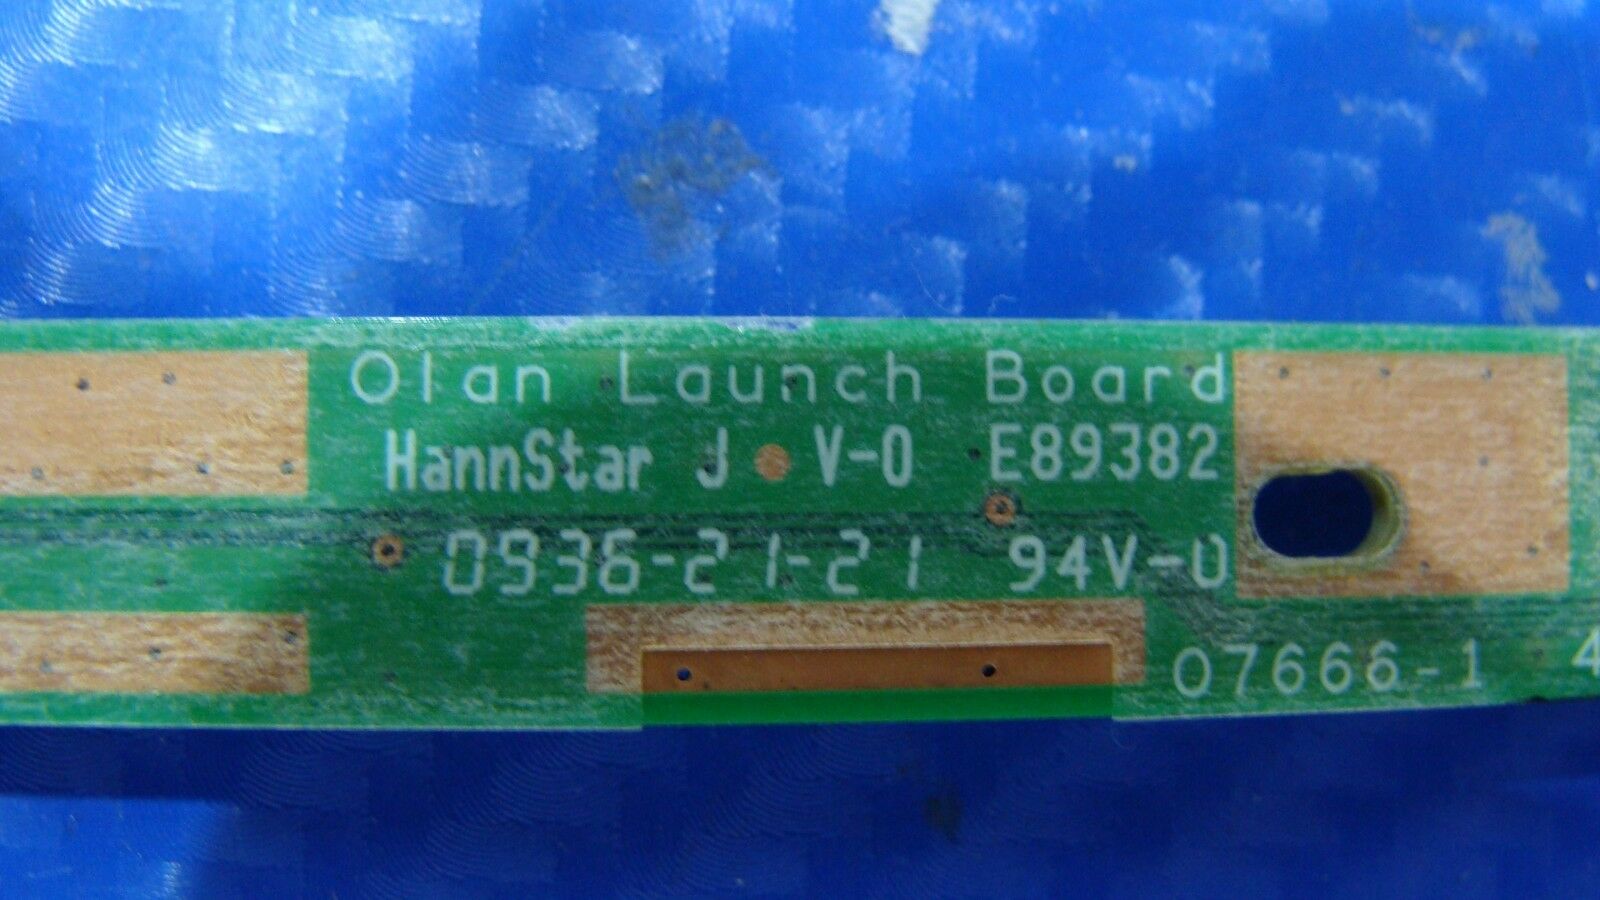 Olan Launch Board
HannStar J V-0 E89382
0936-21-21 94V-0
07666-1 4